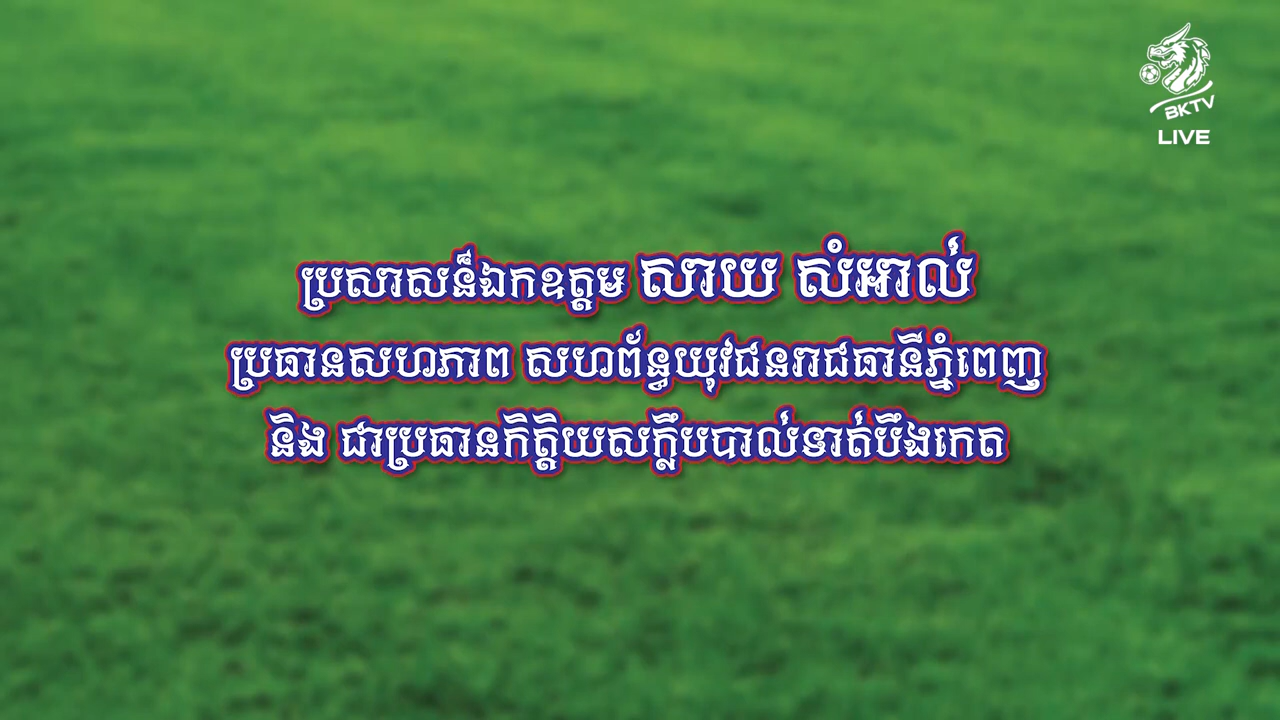 BKTV
LIVE
ប្រសាសន៏ឯកឧត្តម សាយ សំអាល់
ប្រធានសហភាព សហព័ន្ធយុវជនរាជធានីភ្នំពេញ
និង ជាប្រធានកិត្តិយសក្លឹបបាល់ទាត់បឹងកេត